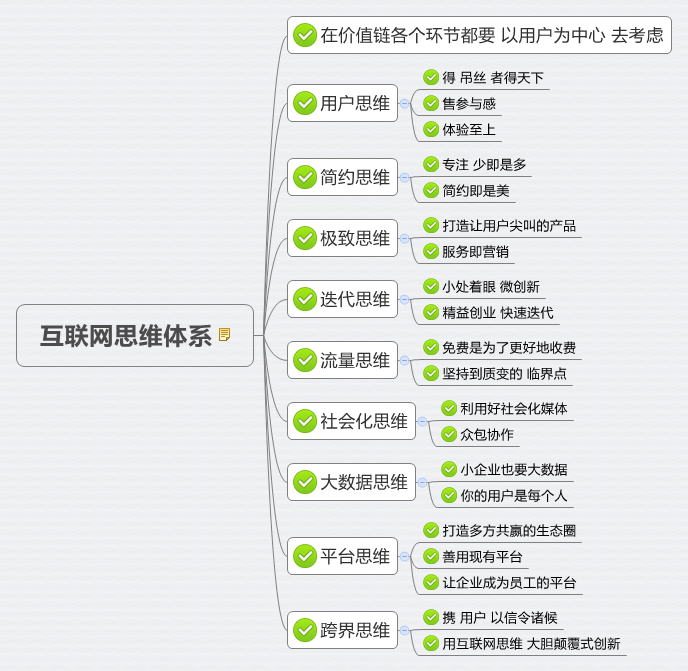 互联网思维体系
在价值链各个环节都要 以用户为中心 去考虑
用户思维
得 吊丝 者得天下
售参与感
体验至上
简约思维
专注 少即是多
简约即是美
极致思维
打造让用户尖叫的产品
服务即营销
迭代思维
小处着眼 微创新
精益创业 快速迭代
流量思维
免费是为了更好地收费
坚持到质变的 临界点
社会化思维
利用好社会化媒体
众包协作
大数据思维
小企业也要大数据
你的用户是每个人
平台思维
打造多方共赢的生态圈
善用现有平台
让企业成为员工的平台
跨界思维
携 用户 以信令诸候
用互联网思维 大胆颠覆式创新